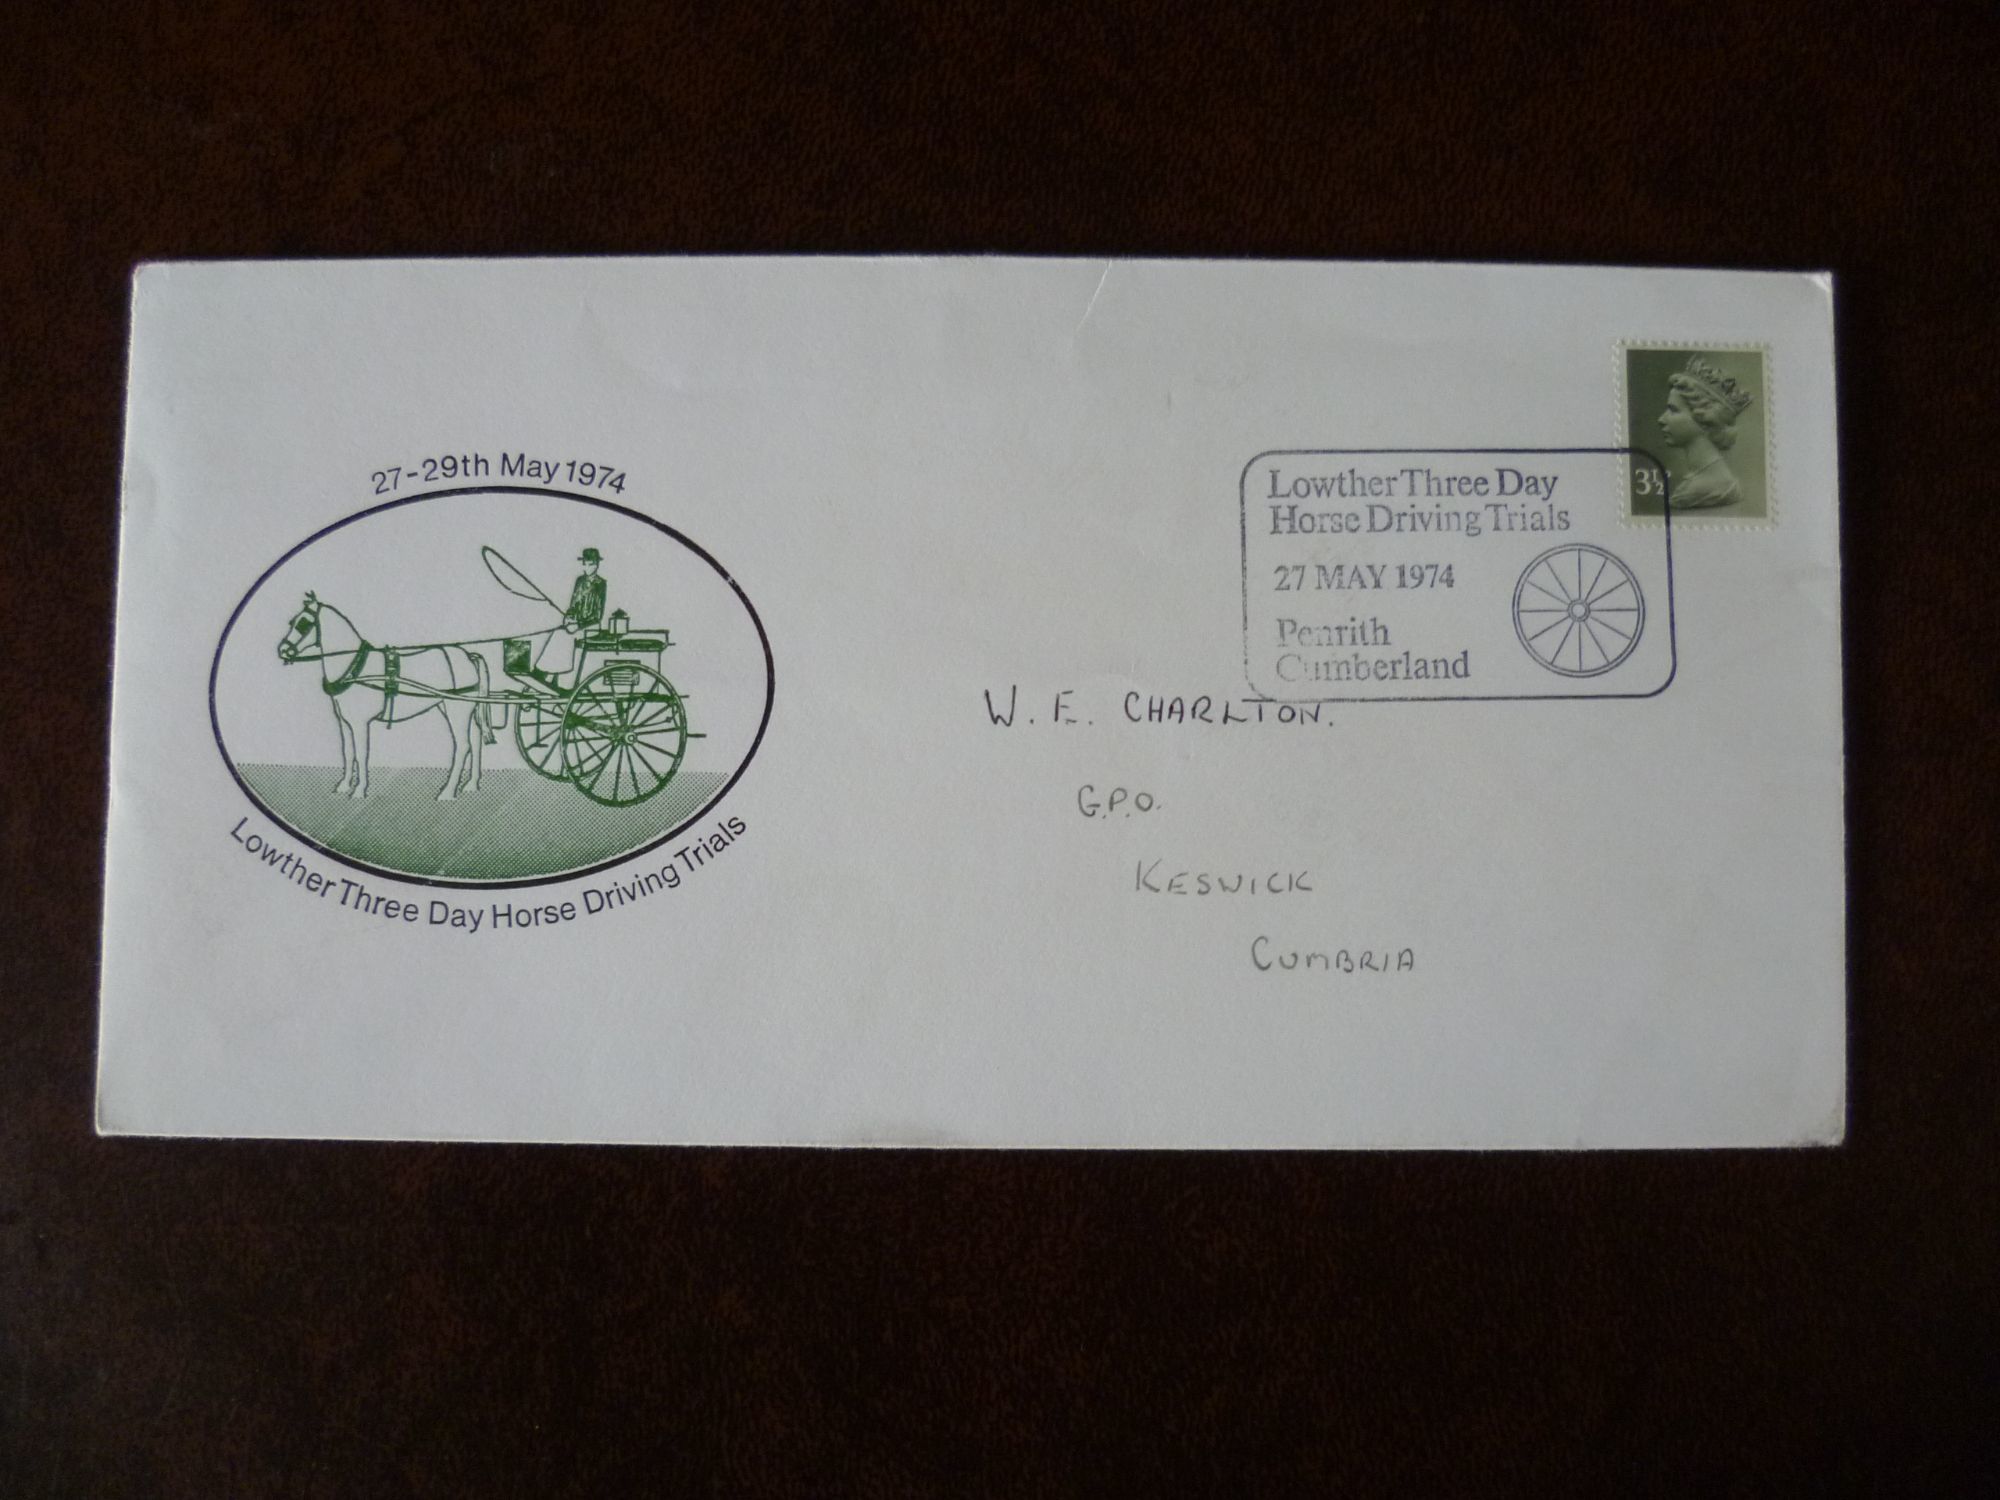 27-29th May 1974
Lowther Three Day Horse Driving Trials
3½
Lowther Three Day
Horse Driving Trials
27 MAY 1974
Penrith
Cumberland
W. E. CHARLTON.
G.P.O.
KESWICK
CUMBRIA